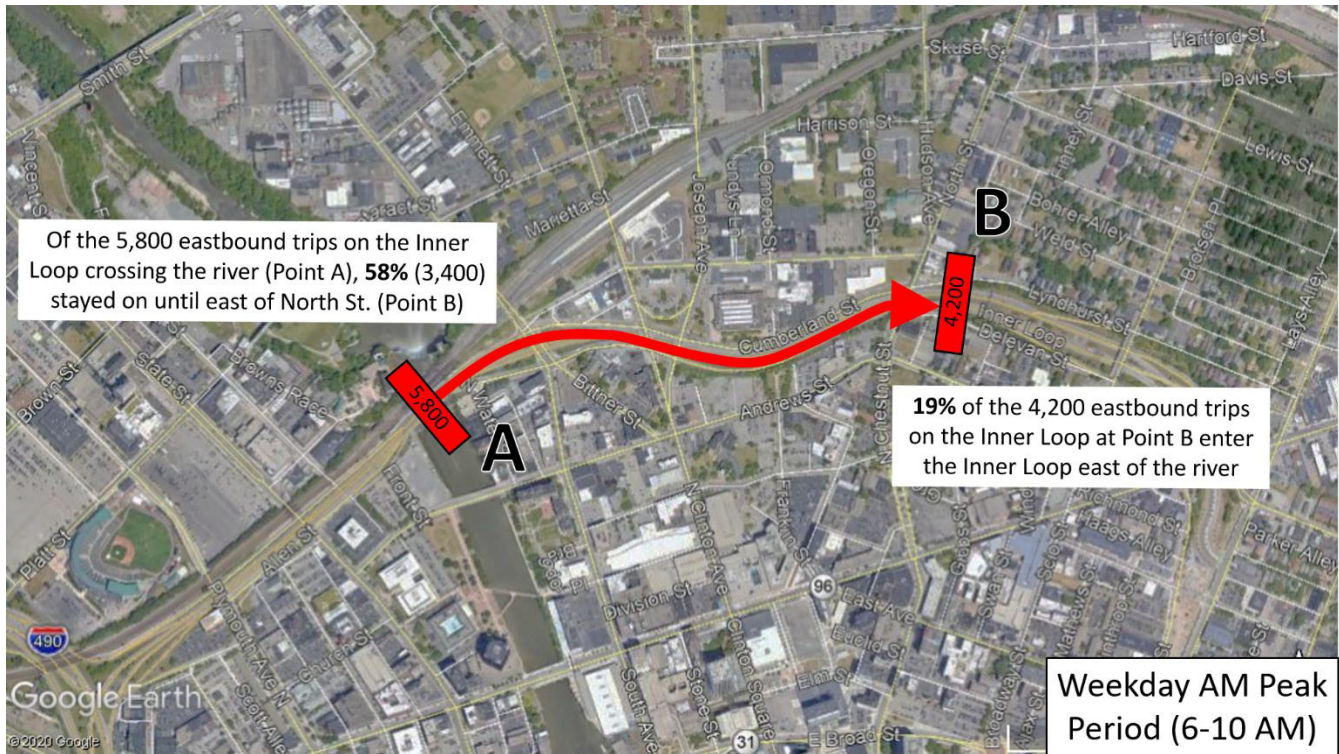 Skuse St
Hartford St
Davis St
Smith St
Emmett St
Harrison St
Hudson Ave
North St
Finney St
Lewis St
Joseph Ave
Ormond St
Oregon St
Marietta St
B
Bohrer Alley
Weld St
Of the 5,800 eastbound trips on the Inner
Loop crossing the river (Point A), 58% (3,400)
stayed on until east of North St. (Point B)
4,200
Cumberland St
Lyndhurst St
Inner Loop
Delevan St
State St
Browns Race
Brown St
5,800
A
Bittner St
Andrews St
N Chestnut St
19% of the 4,200 eastbound trips
on the Inner Loop at Point B enter
the Inner Loop east of the river
Front St
N Clinton Ave
Franklin St
Platt St
Allen St
Richmond St
Haags Alley
Parker Alley
Plymouth Ave N
Division St
96
East Ave
Euclid St
Swan St
Mathews St
490
Church St
Elm St
Clinton Square
Stone St
South Ave
Broadway St
Weekday AM Peak
Period (6-10 AM)
Google Earth
© 2020 Google
31
E Broad St